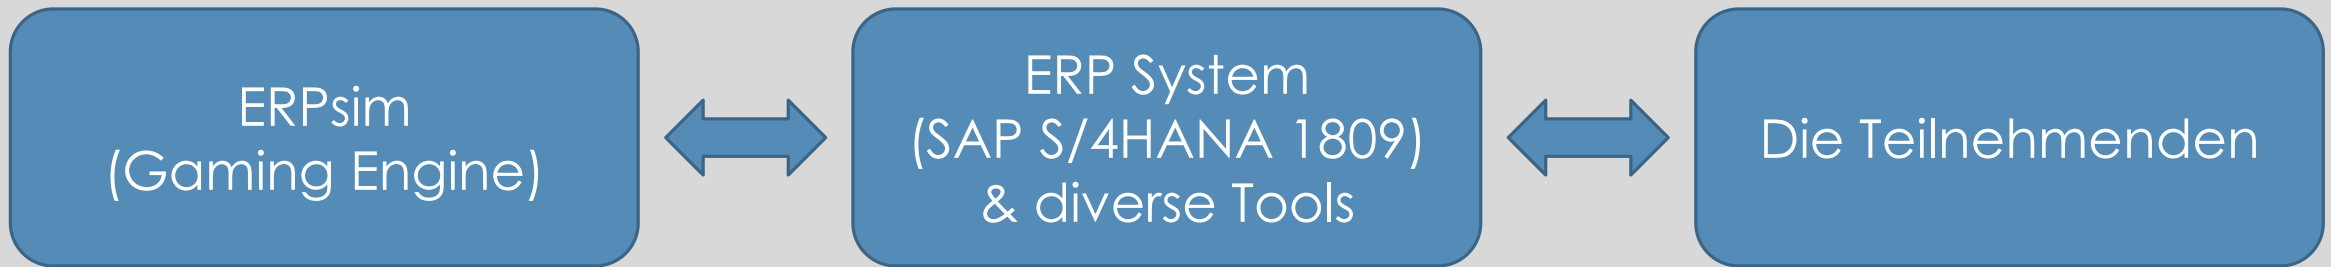 ERPsim
(Gaming Engine)
ERP System
(SAP S/4HANA 1809)
& diverse Tools
Die Teilnehmenden